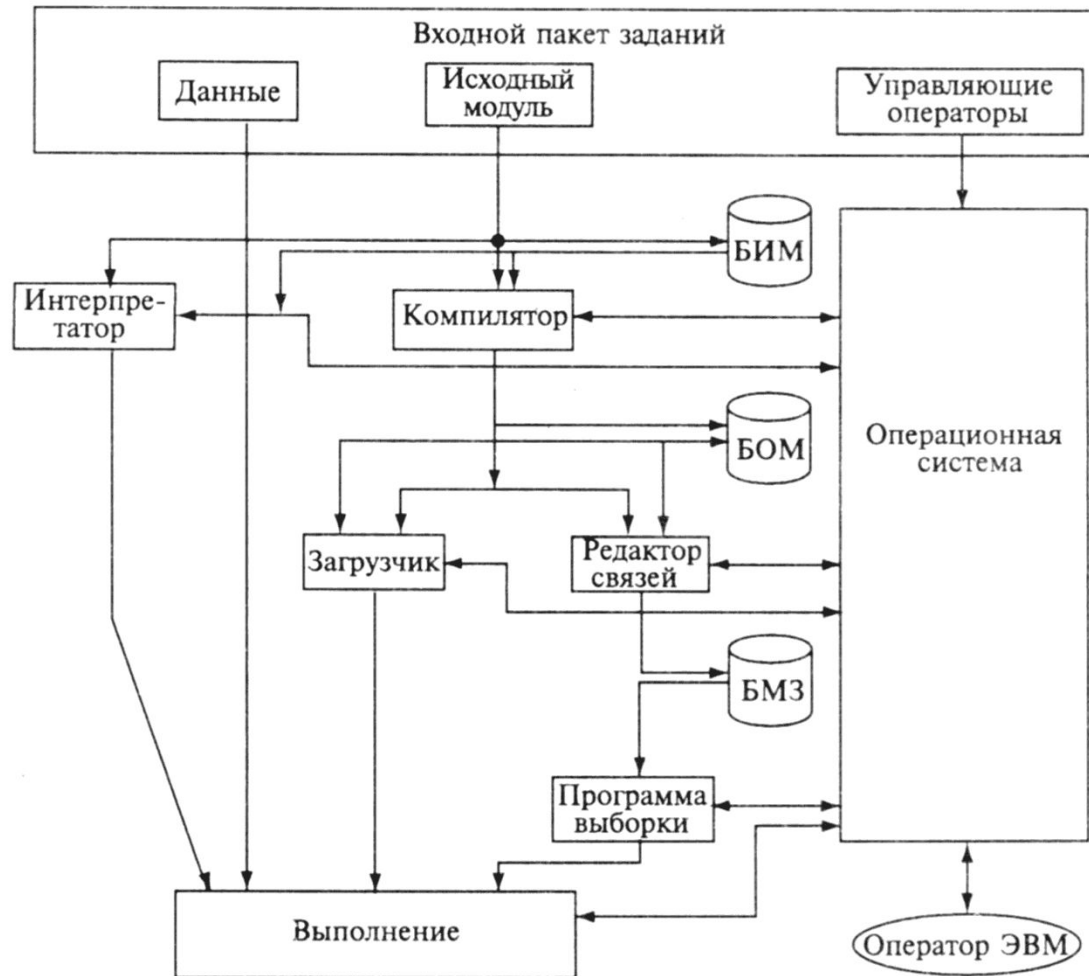 Входной пакет заданий
Данные
Исходный
модуль
Управляющие
операторы
БИМ
Интерпре-
татор
Компилятор
БОМ
Операционная
система
Загрузчик
Редактор
связей
БМЗ
Программа
выборки
Выполнение
Оператор ЭВМ